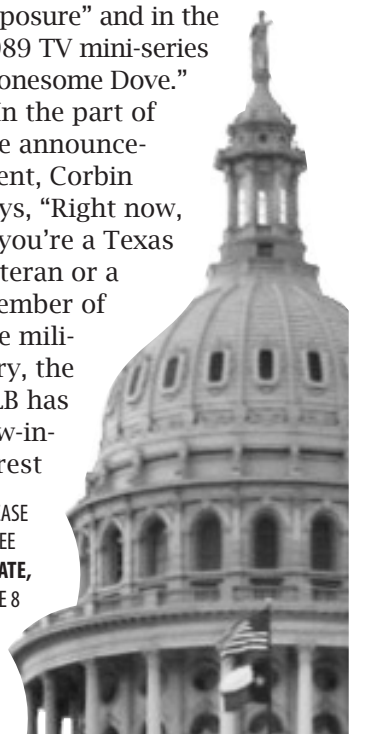 posure” and in the
989 TV mini-series
onesome Dove.”
In the part of
e announce-
ent, Corbin
ys, “Right now,
you’re a Texas
teran or a
ember of
e mili-
ry, the
LB has
w-in-
rest
EASE
EE
ATE,
E 8